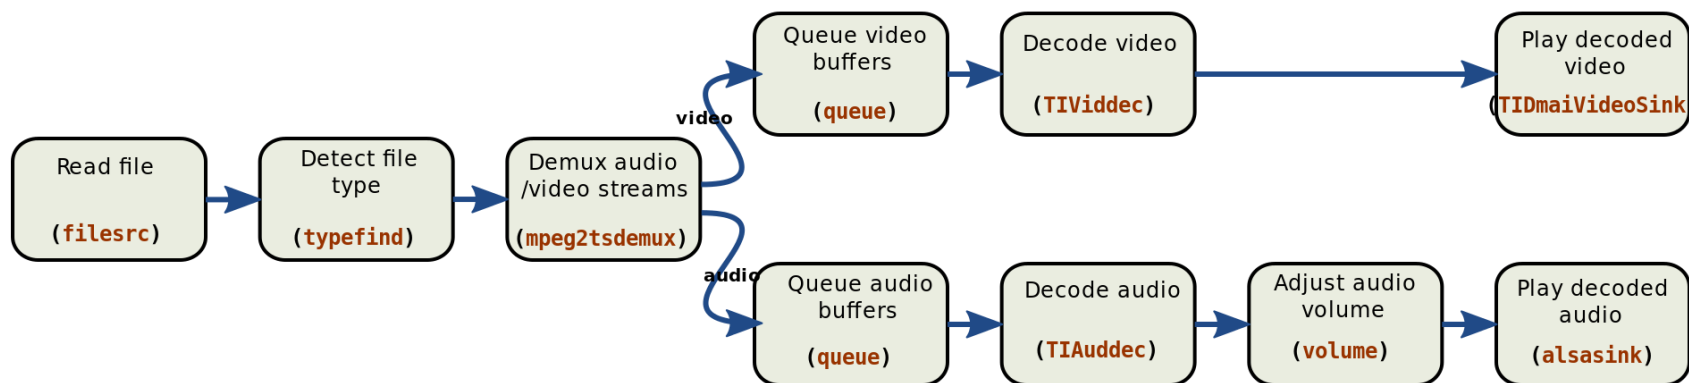 Read file
(filesrc)
Detect file
type
(typefind)
Demux audio
/video streams
(mpeg2tsdemux)
video
Queue video
buffers
(queue)
Decode video
(TIViddec)
Play decoded
video
(TIDmaiVideoSink
audio
Queue audio
buffers
(queue)
Decode audio
(TIAuddec)
Adjust audio
volume
(volume)
Play decoded
audio
(alsasink)